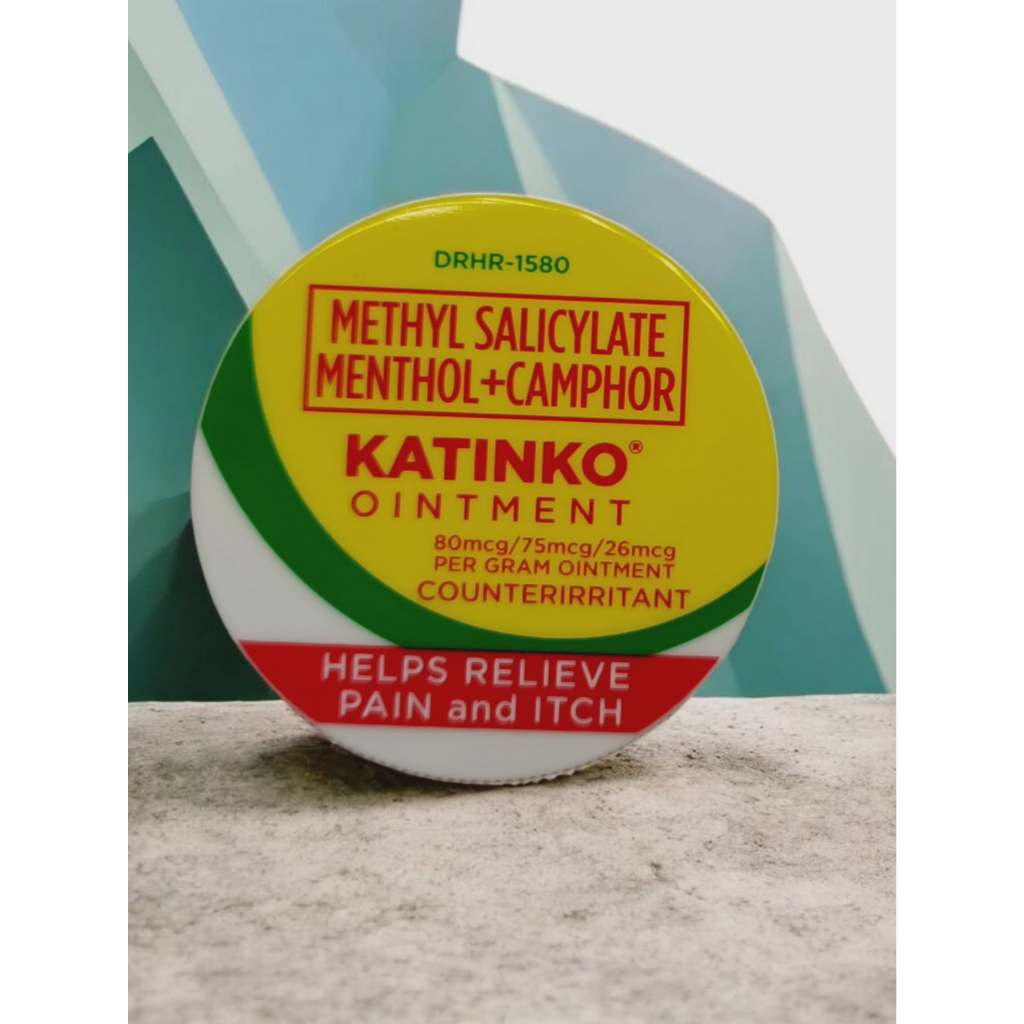 DRHR-1580
METHYL SALICYLATE
MENTHOL+CAMPHOR
KATINKO®
OINTMENT
80mcg/75mcg/26mcg
PER GRAM OINTMENT
COUNTERIRRITANT
HELPS RELIEVE
PAIN and ITCH